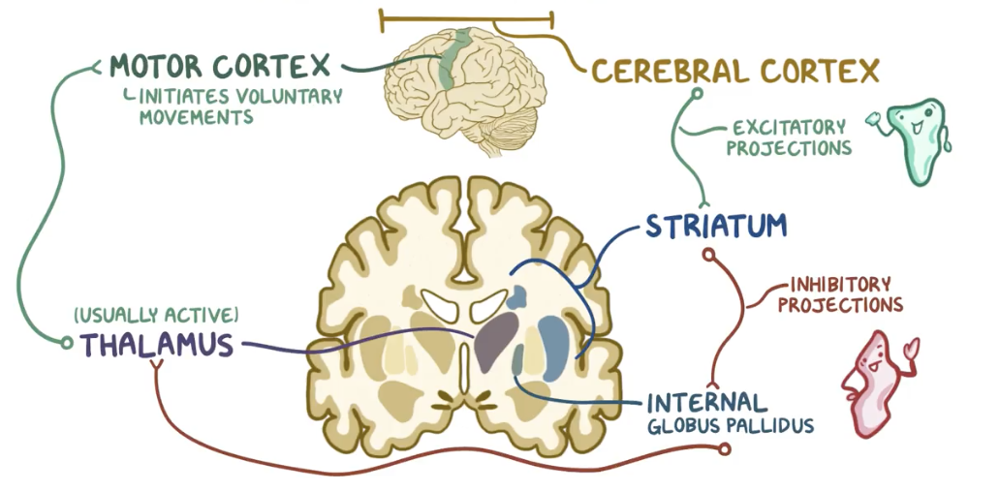 MOTOR CORTEX
INITIATES VOLUNTARY
MOVEMENTS
CEREBRAL CORTEX
EXCITATORY
PROJECTIONS
STRIATUM
INHIBITORY
PROJECTIONS
(USUALLY ACTIVE)
THALAMUS
INTERNAL
GLOBUS PALLIDUS